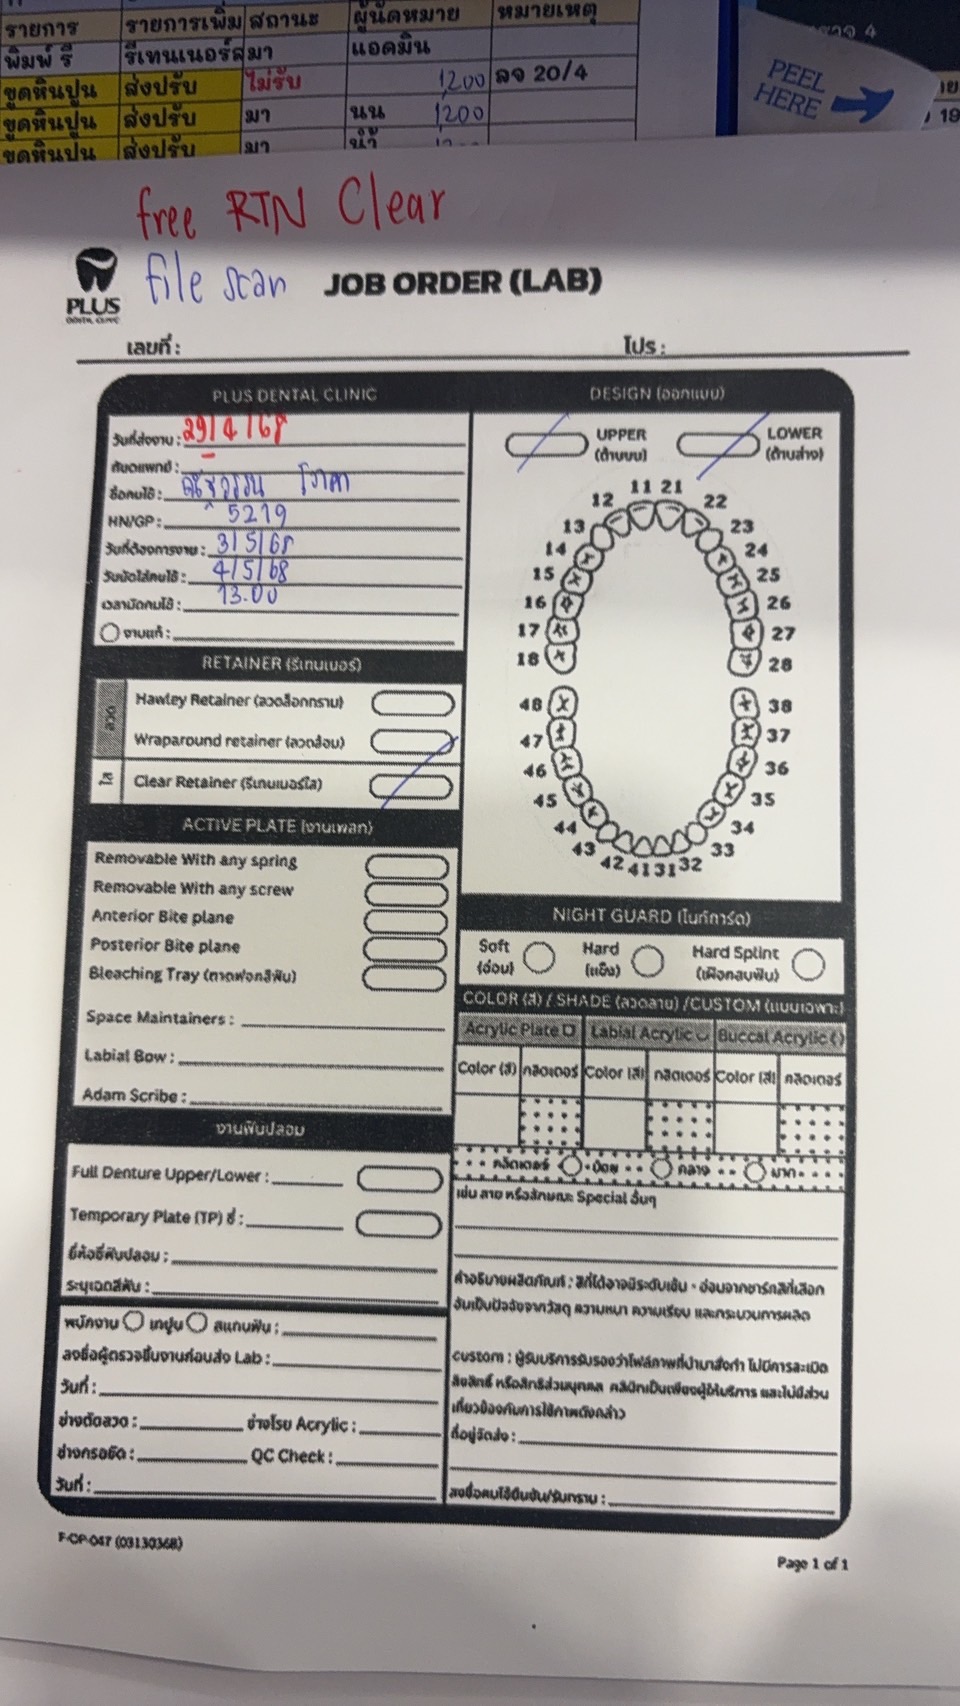 รายการ รายการเพิ่ม สถานะ ผู้นัดหมาย หมายเหตุ
พิมพ์ รี รีเทนเนอร์ส มา แอดมิน
ขูดหินปูน ส่งปรับ ไม่รับ 1,200 ลจ 20/4
ขูดหินปูน ส่งปรับ มา นน 1,200
ขูดหินปูน ส่งปรับ มา น้ำ
PEEL HERE
free RTN Clear
file scan JOB ORDER (LAB)
PLUS
DENTAL CLINIC
เลขที่ : โปร :
PLUS DENTAL CLINIC
วันที่ส่งงาน : 29/4/68
ทันตแพทย์ :
ชื่อคนไข้ :
HN/GP : 5219
วันที่ต้องการงาน : 3/5/68
วันนัดใส่คนไข้ : 4/5/68
เวลานัดคนไข้ : 13.00
งานแก้ :
RETAINER (รีเทนเนอร์)
ลวด
Hawley Retainer (ลวดล็อกกราม)
Wraparound retainer (ลวดล้อม)
ใส
Clear Retainer (รีเทนเนอร์ใส)
ACTIVE PLATE (งานเพลท)
Removable With any spring
Removable With any screw
Anterior Bite plane
Posterior Bite plane
Bleaching Tray (ถาดฟอกสีฟัน)
Space Maintainers :
Labial Bow :
Adam Scribe :
งานฟันปลอม
Full Denture Upper/Lower :
Temporary Plate (TP) ซี่ :
ยี่ห้อซี่ฟันปลอม :
ระบุเฉดสีฟัน :
พนักงาน เทปูน สแกนฟัน :
ลงชื่อผู้ตรวจชิ้นงานก่อนส่ง Lab :
วันที่ :
ช่างดัดลวด : ช่างโรย Acrylic :
ช่างกรอขัด : QC Check :
วันที่ :
DESIGN (ออกแบบ)
UPPER (ด้านบน) LOWER (ด้านล่าง)
11 21
12 22
13 23
14 24
15 25
16 26
17 27
18 28
48 38
47 37
46 36
45 35
44 34
43 33
42 41 31 32
NIGHT GUARD (ไนท์การ์ด)
Soft (อ่อน) Hard (แข็ง) Hard Splint (เฝือกสบฟัน)
COLOR (สี) / SHADE (ลวดลาย) /CUSTOM (แบบเฉพาะ)
Acrylic Plate Labial Acrylic Buccal Acrylic
Color (สี) กลิตเตอร์ Color (สี) กลิตเตอร์ Color (สี) กลิตเตอร์
กลิตเตอร์ น้อย กลาง มาก
เช่น ลาย หรือลักษณะ Special อื่นๆ
คำอธิบายผลิตภัณฑ์ : สีที่ได้อาจมีระดับเข้ม - อ่อนจากชาร์ทสีที่เลือก
อันเป็นปัจจัยจากวัสดุ ความหนา ความเรียบ และกระบวนการผลิต
custom : ผู้รับบริการรับรองว่าไฟล์ภาพที่นำมาสั่งทำ ไม่มีการละเมิด
ลิขสิทธิ์ หรือสิทธิส่วนบุคคล คลินิกเป็นเพียงผู้ให้บริการ และไม่มีส่วน
เกี่ยวข้องกับการใช้ภาพดังกล่าว
ที่อยู่จัดส่ง :
ลงชื่อคนไข้ยืนยัน/รับทราบ :
F-OP-047 (03130368)
Page 1 of 1